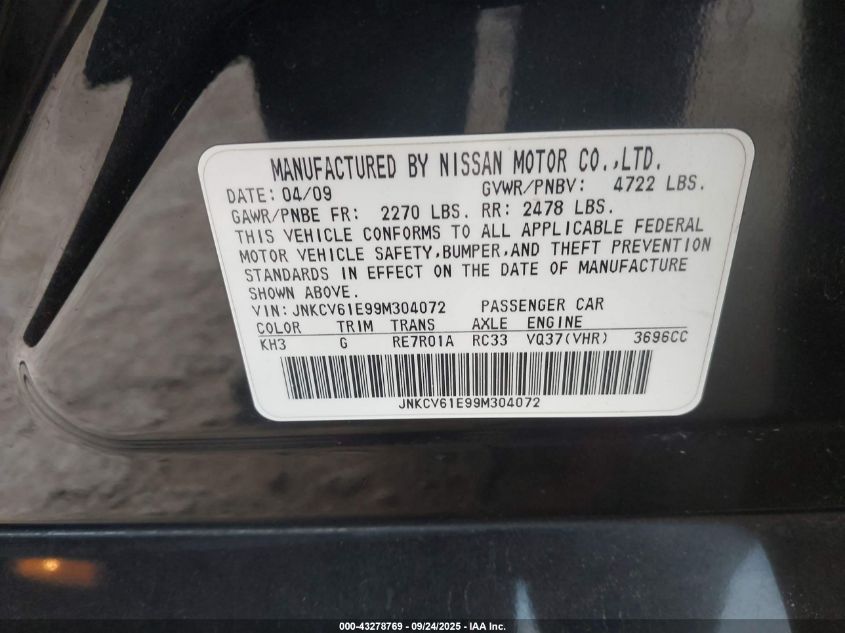 MANUFACTURED BY NISSAN MOTOR CO.,LTD.
DATE: 04/09 GVWR/PNBV: 4722 LBS.
GAWR/PNBE FR: 2270 LBS. RR: 2478 LBS.
THIS VEHICLE CONFORMS TO ALL APPLICABLE FEDERAL
MOTOR VEHICLE SAFETY,BUMPER,AND THEFT PREVENTION
STANDARDS IN EFFECT ON THE DATE OF MANUFACTURE
SHOWN ABOVE.
VIN: JNKCV61E99M304072 PASSENGER CAR
COLOR TRIM TRANS AXLE ENGINE
KH3 G RE7R01A RC33 VQ37(VHR) 3696CC
JNKCV61E99M304072
000-43278769 - 09/24/2025 - IAA Inc.